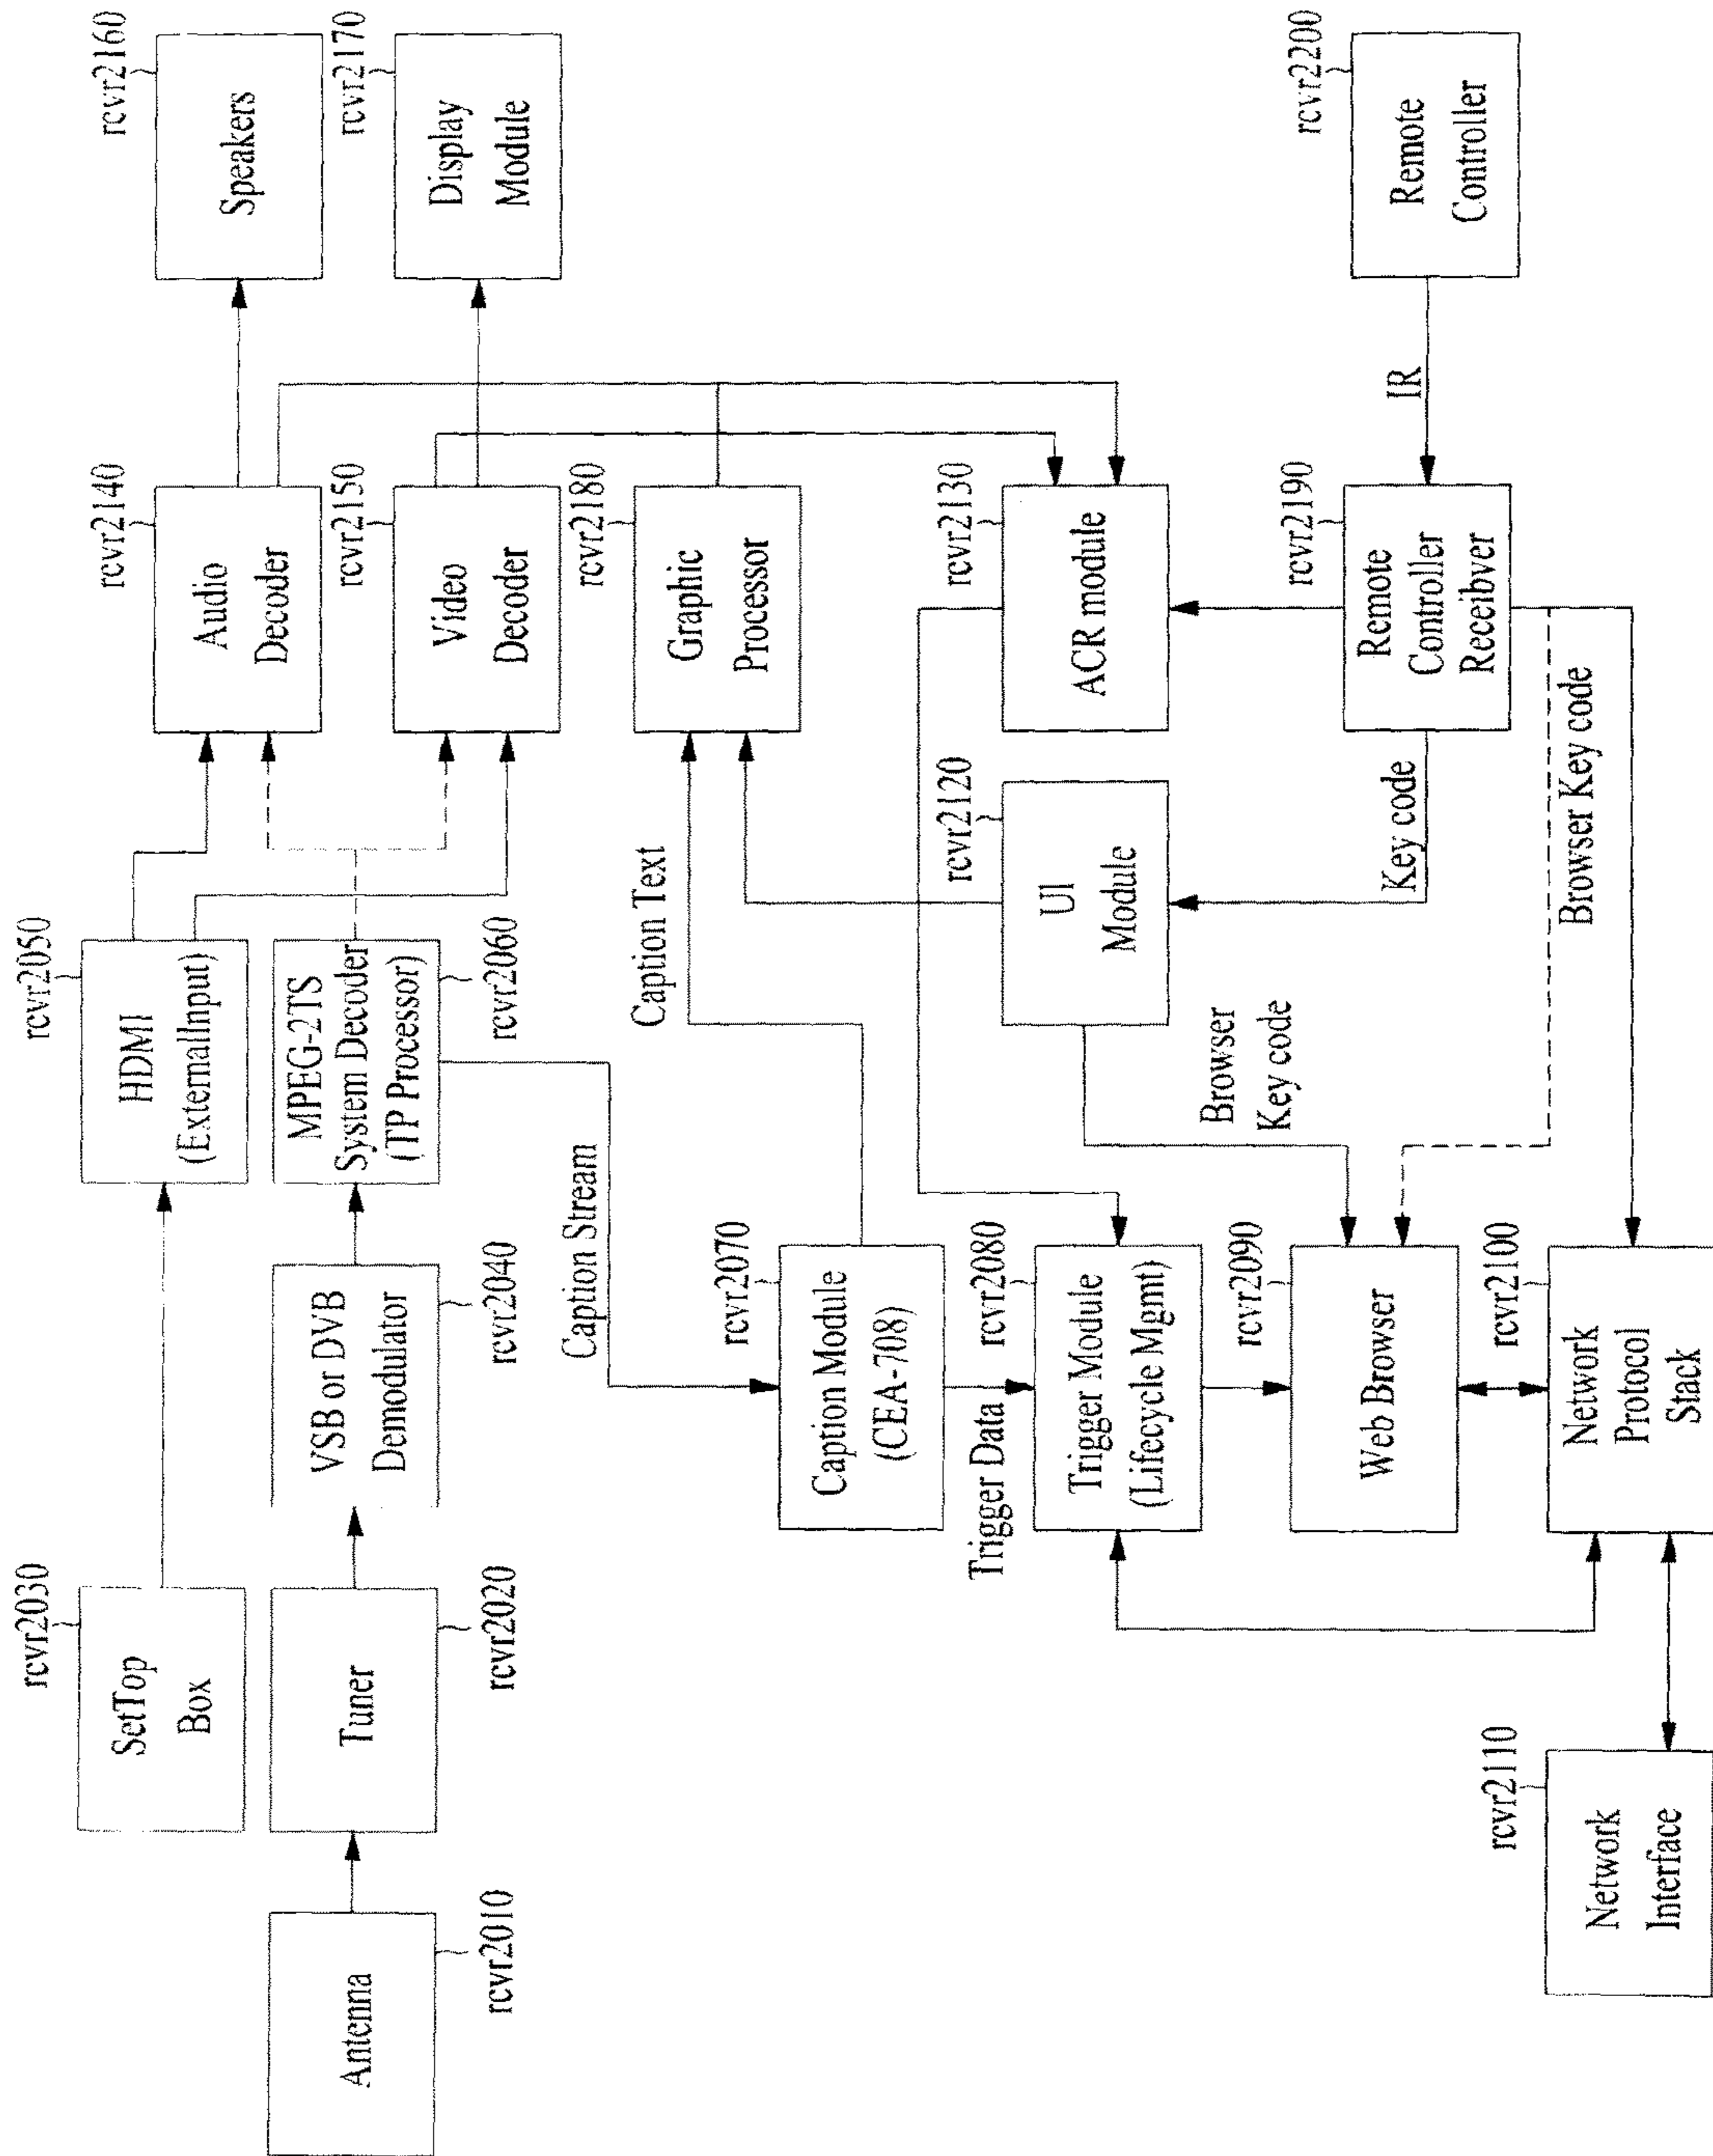 rcvr2030
SetTop
Box
rcvr2050
HDMI
(ExternalInput)
rcvr2140
Audio
Decoder
rcvr2160
Speakers
Antenna
rcvr2010
Tuner
rcvr2020
VSB or DVB
Demodulator
rcvr2040
MPEG-2TS
System Decoder
(TP Processor)
rcvr2060
rcvr2150
Video
Decoder
rcvr2170
Display
Module
Caption Stream
Caption Text
rcvr2180
Graphic
Processor
rcvr2070
Caption Module
(CEA-708)
Trigger Data
rcvr2080
Trigger Module
(Lifecycle Mgmt)
rcvr2120
UI
Module
rcvr2130
ACR module
Browser
Key code
rcvr2090
Web Browser
Key code
rcvr2190
Remote
Controller
Receibver
IR
rcvr2200
Remote
Controller
Browser Key code
rcvr2110
Network
Interface
rcvr2100
Network
Protocol
Stack